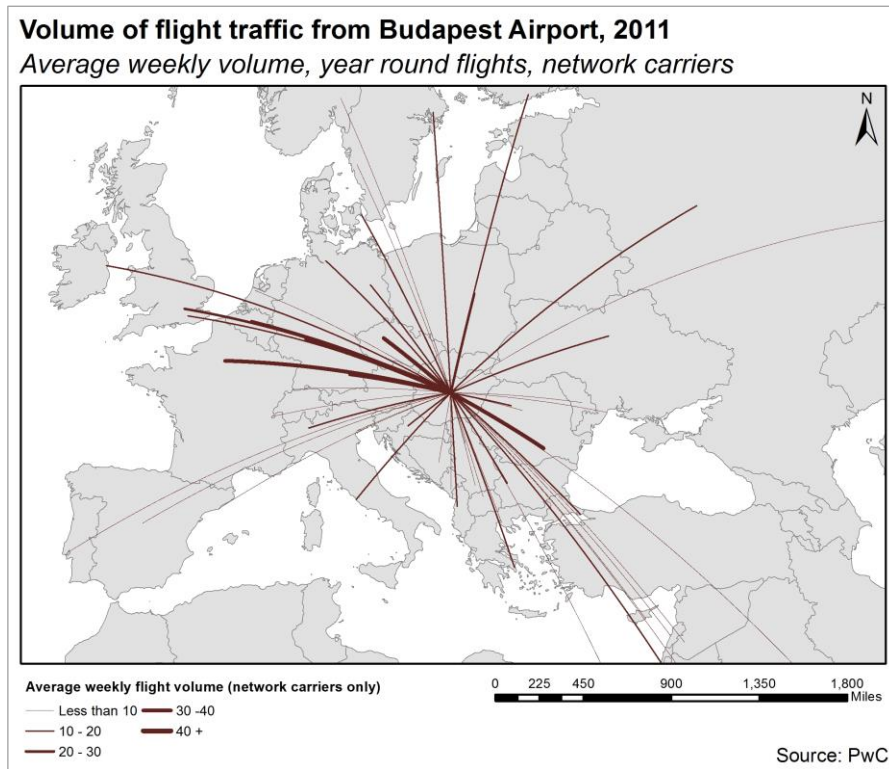 Volume of flight traffic from Budapest Airport, 2011
Average weekly volume, year round flights, network carriers
N
Average weekly flight volume (network carriers only)
Less than 10
30 -40
10 - 20
40 +
20 - 30
0 225 450 900 1,350 1,800
Miles
Source: PwC